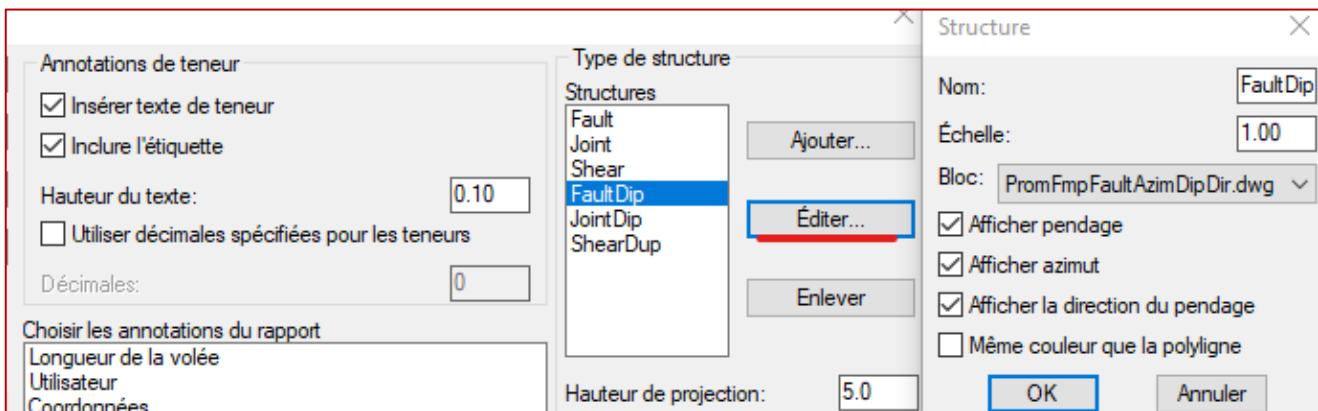 Annotations de teneur
Insérer texte de teneur
Inclure l'étiquette
Hauteur du texte:
0.10
Utiliser décimales spécifiées pour les teneurs
Décimales:
0
Choisir les annotations du rapport
Longueur de la volée
Utilisateur
Coordonnées
Type de structure
Structures
Fault
Joint
Shear
FaultDip
JointDip
ShearDup
Ajouter...
Éditer...
Enlever
Hauteur de projection:
5.0
Structure
Nom:
FaultDip
Échelle:
1.00
Bloc:
PromFmpFaultAzimDipDir.dwg
Afficher pendage
Afficher azimut
Afficher la direction du pendage
Même couleur que la polyligne
OK
Annuler